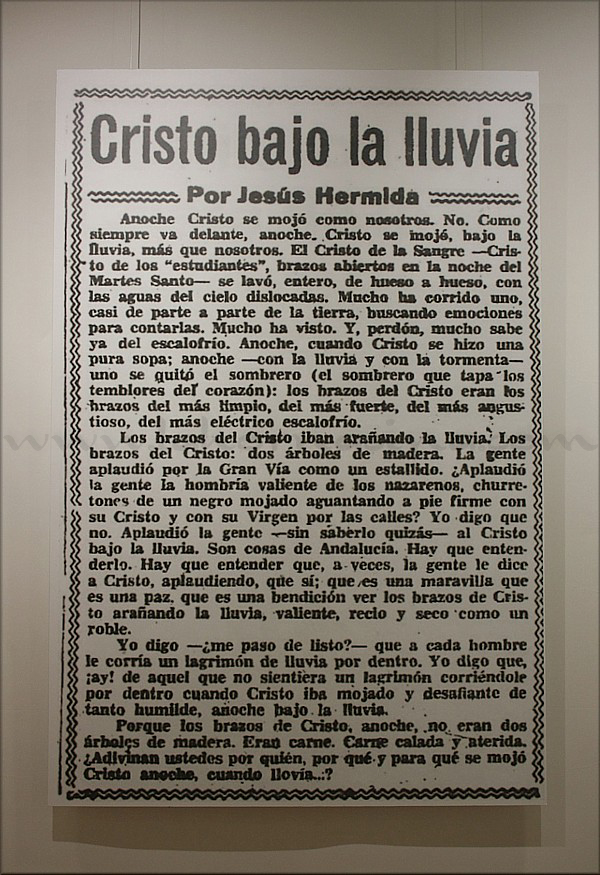 Cristo bajo la lluvia
Por Jesús Hermida
Anoche Cristo se mojó como nosotros. No. Como
siempre va delante, anoche. Cristo se mojó, bajo la
lluvia, más que nosotros. El Cristo de la Sangre —Cris-
to de los "estudiantes", brazos abiertos en la noche del
Martes Santo— se lavó, entero, de hueso a hueso, con
las aguas del cielo dislocadas. Mucho ha corrido uno,
casi de parte a parte de la tierra, buscando emociones
para contarlas. Mucho ha visto. Y, perdón, mucho sabe
ya del escalofrío. Anoche, cuando Cristo se hizo una
pura sopa; anoche —con la lluvia y con la tormenta—
uno se quitó el sombrero (el sombrero que tapa los
temblores del corazón): los brazos del Cristo eran los
brazos del más limpio, del más fuerte, del más angus-
tioso, del más eléctrico escalofrío.
Los brazos del Cristo iban arañando la lluvia. Los
brazos del Cristo: dos árboles de madera. La gente
aplaudió por la Gran Vía como un estallido. ¿Aplaudió
la gente la hombría valiente de los nazarenos, churre-
tones de un negro mojado aguantando a pie firme con
su Cristo y con su Virgen por las calles? Yo digo que
no. Aplaudió la gente —sin saberlo quizás— al Cristo
bajo la lluvia. Son cosas de Andalucía. Hay que enten-
derlo. Hay que entender que, a veces, la gente le dice
a Cristo, aplaudiendo, que sí; que es una maravilla que
es una paz, que es una bendición ver los brazos de Cris-
to arañando la lluvia, valiente, recio y seco como un
roble.
Yo digo —¿me paso de listo?— que a cada hombre
le corría un lagrimón de lluvia por dentro. Yo digo que,
¡ay! de aquel que no sientiera un lagrimón corriéndole
por dentro cuando Cristo iba mojado y desafiante de
tanto humilde, anoche bajo la lluvia.
Porque los brazos de Cristo, anoche, no eran dos
árboles de madera. Eran carne. Carne calada y aterida.
¿Adivinan ustedes por quién, por qué y para qué se mojó
Cristo anoche, cuando llovía...?